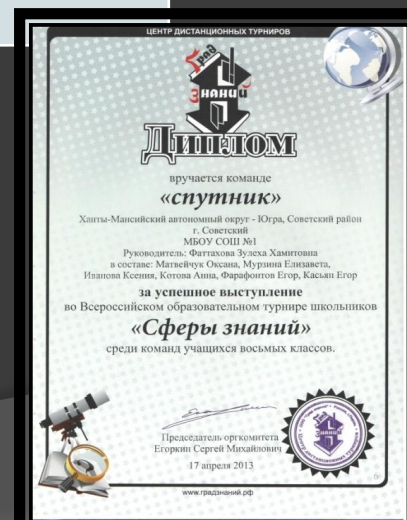 ЦЕНТР ДИСТАНЦИОННЫХ ТУРНИРОВ
Град
Знаний
Диплом
вручается команде
«спутник»
Ханты-Мансийский автономный округ - Югра, Советский район
г. Советский
МБОУ СОШ №1
Руководитель: Фаттахова Зулеха Хамитовна
в составе: Матвейчук Оксана, Мурзина Елизавета,
Иванова Ксения, Котова Анна, Фарафонтов Егор, Касьян Егор
за успешное выступление
во Всероссийском образовательном турнире школьников
«Сферы знаний»
среди команд учащихся восьмых классов.
Председатель оргкомитета
Егоркин Сергей Михайлович
17 апреля 2013
www.градзнаний.рф